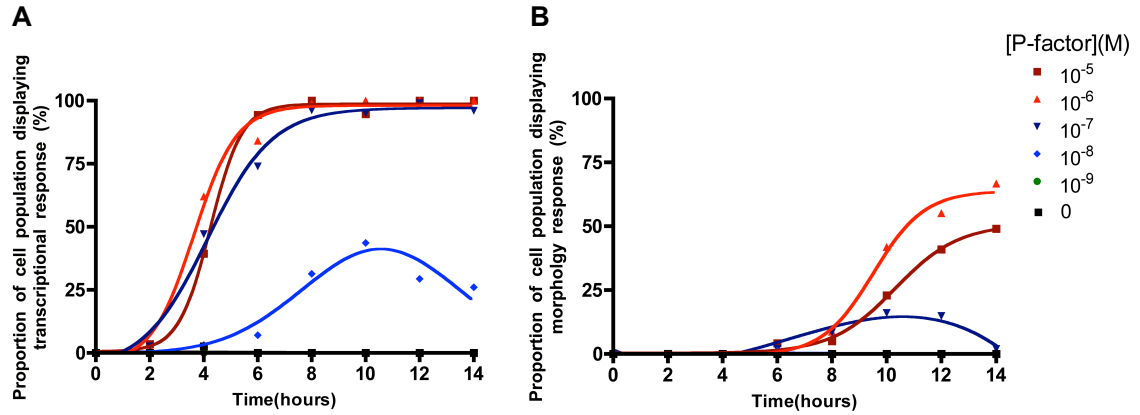 A
Proportion of cell population displaying
transcriptional response (%)
100
75
50
25
0
0 2 4 6 8 10 12 14
Time(hours)
B
Proportion of cell population displaying
morpholgy response (%)
100
75
50
25
0
0 2 4 6 8 10 12 14
Time(hours)
[P-factor](M)
10⁻⁵
10⁻⁶
10⁻⁷
10⁻⁸
10⁻⁹
0